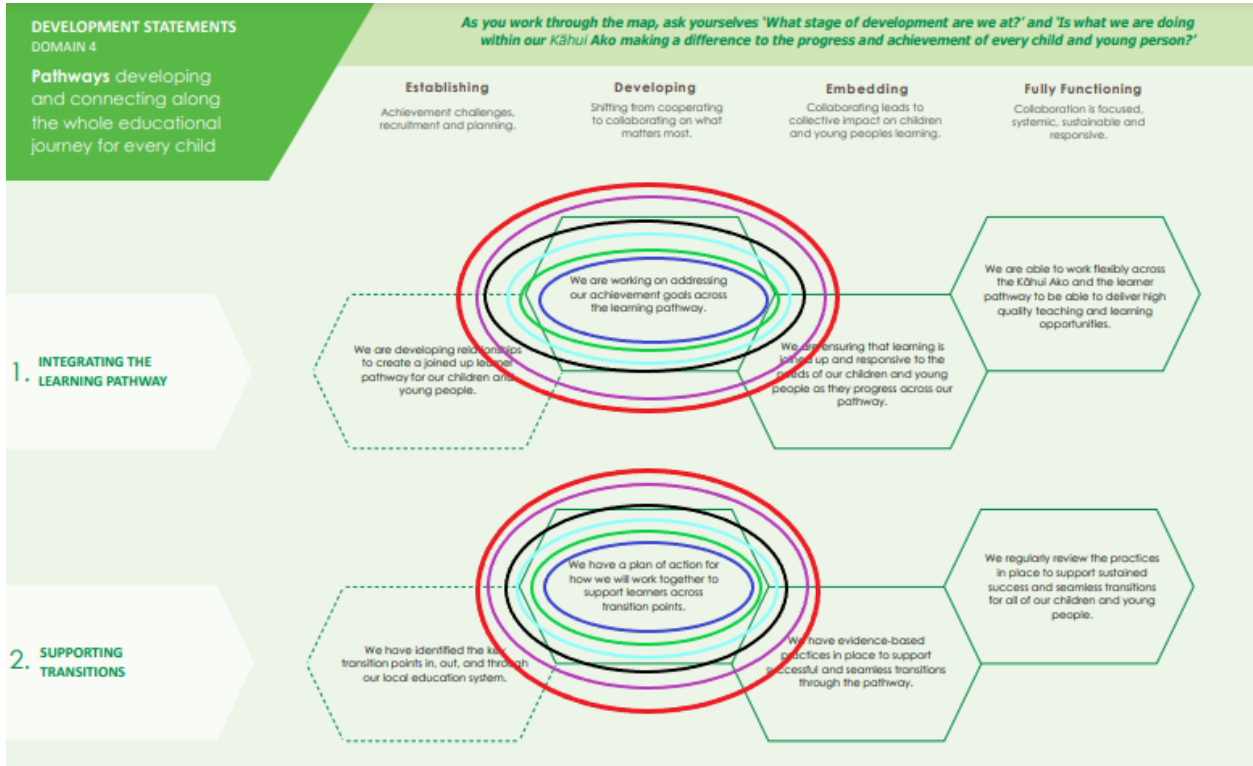 DEVELOPMENT STATEMENTS
DOMAIN 4
Pathways developing
and connecting along
the whole educational
journey for every child
As you work through the map, ask yourselves 'What stage of development are we at?' and 'Is what we are doing
within our Kāhui Ako making a difference to the progress and achievement of every child and young person?'
Establishing
Achievement challenges,
recruitment and planning.
Developing
Shifting from cooperating
to collaborating on what
matters most.
Embedding
Collaborating leads to
collective impact on children
and young peoples learning.
Fully Functioning
Collaboration is focused,
systemic, sustainable and
responsive.
1. INTEGRATING THE
LEARNING PATHWAY
We are developing relationships
to create a joined up learner
pathway for our children and
young people.
We are working on addressing
our achievement goals across
the learning pathway.
We are ensuring that learning is
joined up and responsive to the
needs of our children and young
people as they progress across our
pathway.
We are able to work flexibly across
the Kāhui Ako and the learner
pathway to be able to deliver high
quality teaching and learning
opportunities.
2. SUPPORTING
TRANSITIONS
We have identified the key
transition points in, out, and through
our local education system.
We have a plan of action for
how we will work together to
support learners across
transition points.
We have evidence-based
practices in place to support
successful and seamless transitions
through the pathway.
We regularly review the practices
in place to support sustained
success and seamless transitions
for all of our children and young
people.